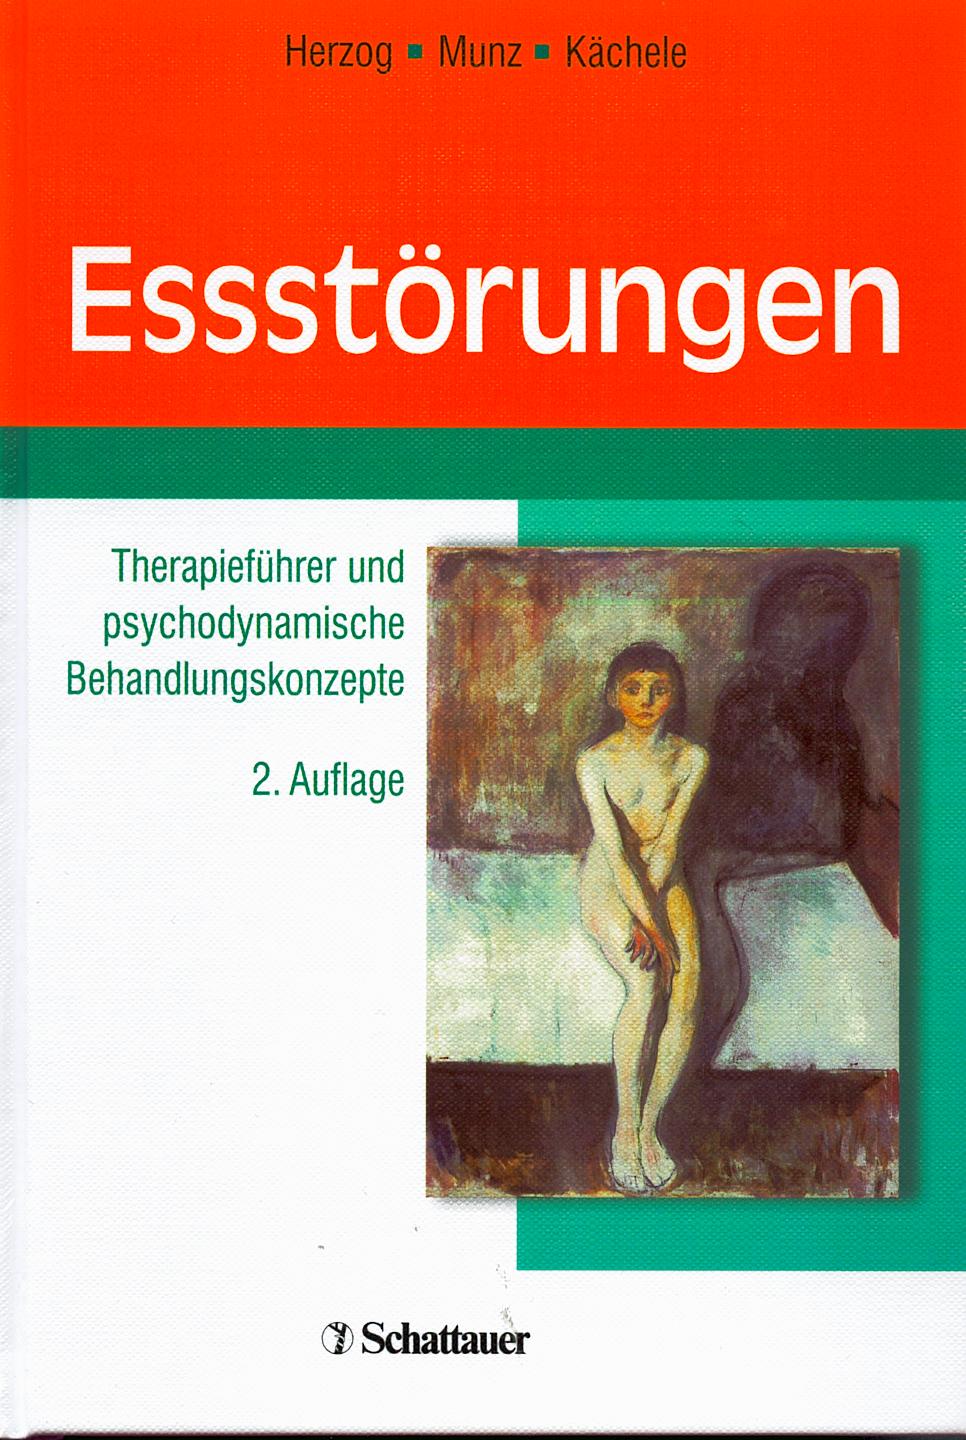 Herzog ▪ Munz ▪ Kächele
Essstörungen
Therapieführer und
psychodynamische
Behandlungskonzepte
2. Auflage
Schattauer